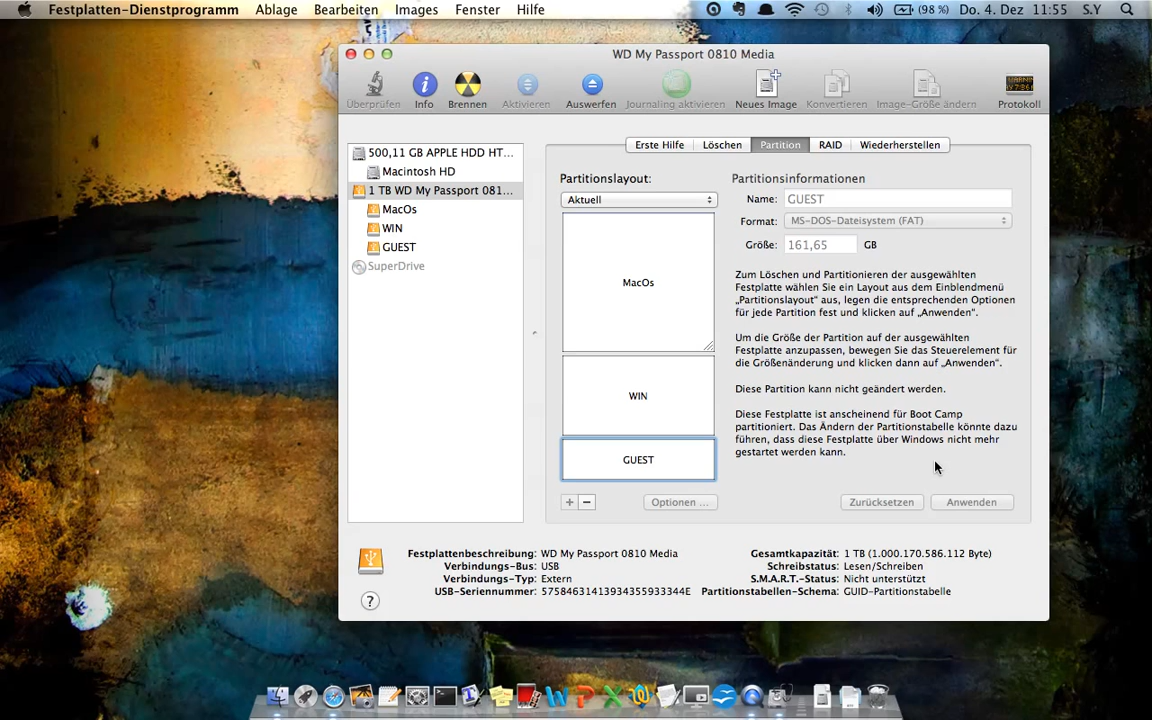 Festplatten-Dienstprogramm Ablage Bearbeiten Images Fenster Hilfe (98 %) Do. 4. Dez 11:55 S.Y
WD My Passport 0810 Media
Überprüfen Info Brennen Aktivieren Auswerfen Journaling aktivieren Neues Image Konvertieren Image-Größe ändern Protokoll
500,11 GB APPLE HDD HT...
Macintosh HD
1 TB WD My Passport 081...
MacOs
WIN
GUEST
SuperDrive
Erste Hilfe Löschen Partition RAID Wiederherstellen
Partitionslayout:
Aktuell
MacOs
WIN
GUEST
+ −
Optionen ...
Partitionsinformationen
Name: GUEST
Format: MS-DOS-Dateisystem (FAT)
Größe: 161,65 GB
Zum Löschen und Partitionieren der ausgewählten
Festplatte wählen Sie ein Layout aus dem Einblendmenü
„Partitionslayout“ aus, legen die entsprechenden Optionen
für jede Partition fest und klicken auf „Anwenden“.
Um die Größe der Partition auf der ausgewählten
Festplatte anzupassen, bewegen Sie das Steuerelement für
die Größenänderung und klicken dann auf „Anwenden“.
Diese Partition kann nicht geändert werden.
Diese Festplatte ist anscheinend für Boot Camp
partitioniert. Das Ändern der Partitionstabelle könnte dazu
führen, dass diese Festplatte über Windows nicht mehr
gestartet werden kann.
Zurücksetzen Anwenden
Festplattenbeschreibung: WD My Passport 0810 Media
Verbindungs-Bus: USB
Verbindungs-Typ: Extern
USB-Seriennummer: 57584631413934355933344E
Gesamtkapazität: 1 TB (1.000.170.586.112 Byte)
Schreibstatus: Lesen/Schreiben
S.M.A.R.T.-Status: Nicht unterstützt
Partitionstabellen-Schema: GUID-Partitionstabelle
?